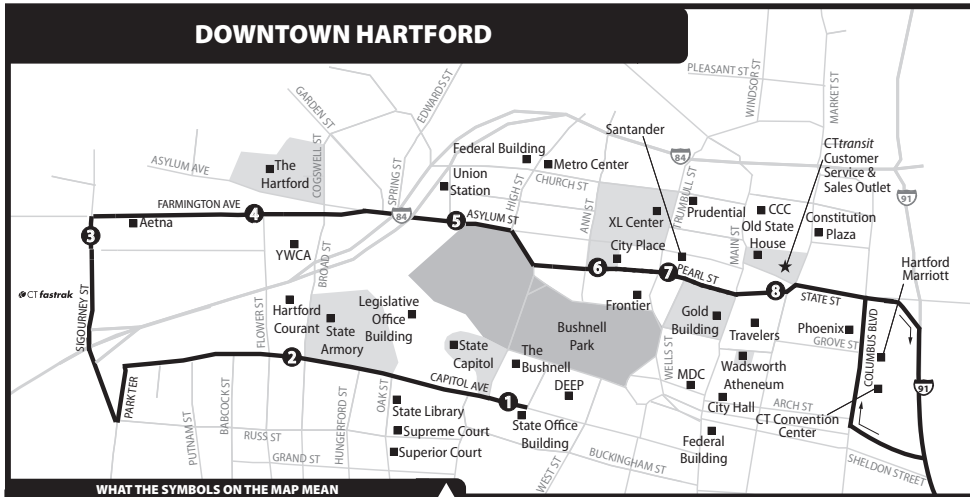 DOWNTOWN HARTFORD
PLEASANT ST
WINDSOR ST
MARKET ST
EDWARDS ST
GARDEN ST
Santander
CTtransit
Customer
Service &
Sales Outlet
ASYLUM AVE
The
Hartford
COGSWELL ST
SPRING ST
Federal Building
Metro Center
84
Union
Station
CHURCH ST
HIGH ST
ANN ST
TRUMBULL ST
91
FARMINGTON AVE
4
84
5
ASYLUM ST
XL Center
Prudential
CCC
Old State
House
Constitution
Plaza
3
Aetna
YWCA
BROAD ST
City Place
MAIN ST
Hartford
Marriott
6
7
PEARL ST
8
STATE ST
CT fastrak
SIGOURNEY ST
FLOWER ST
Hartford
Courant
State
Armory
Legislative
Office
Building
Frontier
Gold
Building
Travelers
Phoenix
GROVE ST
COLUMBUS BLVD
Bushnell
Park
2
State
Capitol
The
Bushnell
WELLS ST
Wadsworth
Atheneum
91
PARKTER
CAPITOL AVE
1
DEEP
MDC
City Hall
ARCH ST
CT Convention
Center
PUTNAM ST
BABCOCK ST
HUNGERFORD ST
OAK ST
State Library
State Office
Building
RUSS ST
Supreme Court
Federal
Building
GRAND ST
Superior Court
WEST ST
BUCKINGHAM ST
SHELDON STREET
WHAT THE SYMBOLS ON THE MAP MEAN